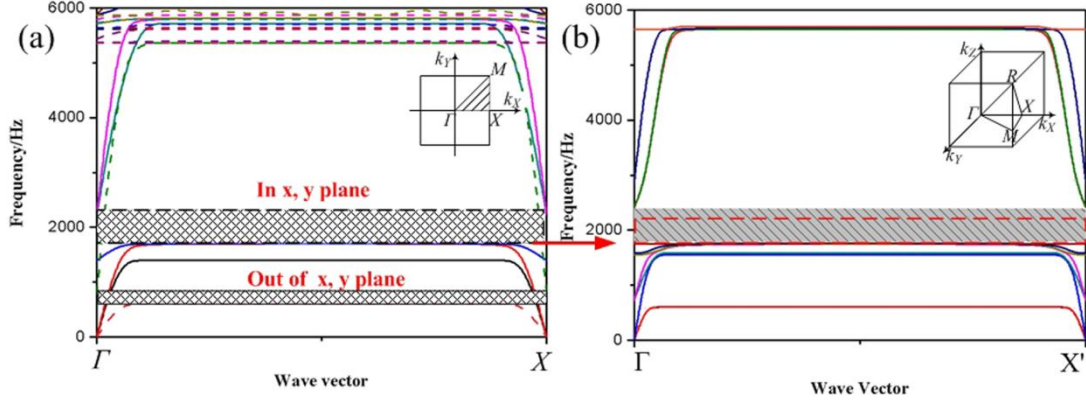 (a)
Frequency/Hz
6000
4000
2000
0
k_Y
M
k_X
Γ
X
In x, y plane
Out of x, y plane
Γ
X
Wave vector
(b)
Frequency/Hz
6000
4000
2000
0
k_Z
R
Γ
X
k_X
M
k_Y
Γ
X'
Wave Vector